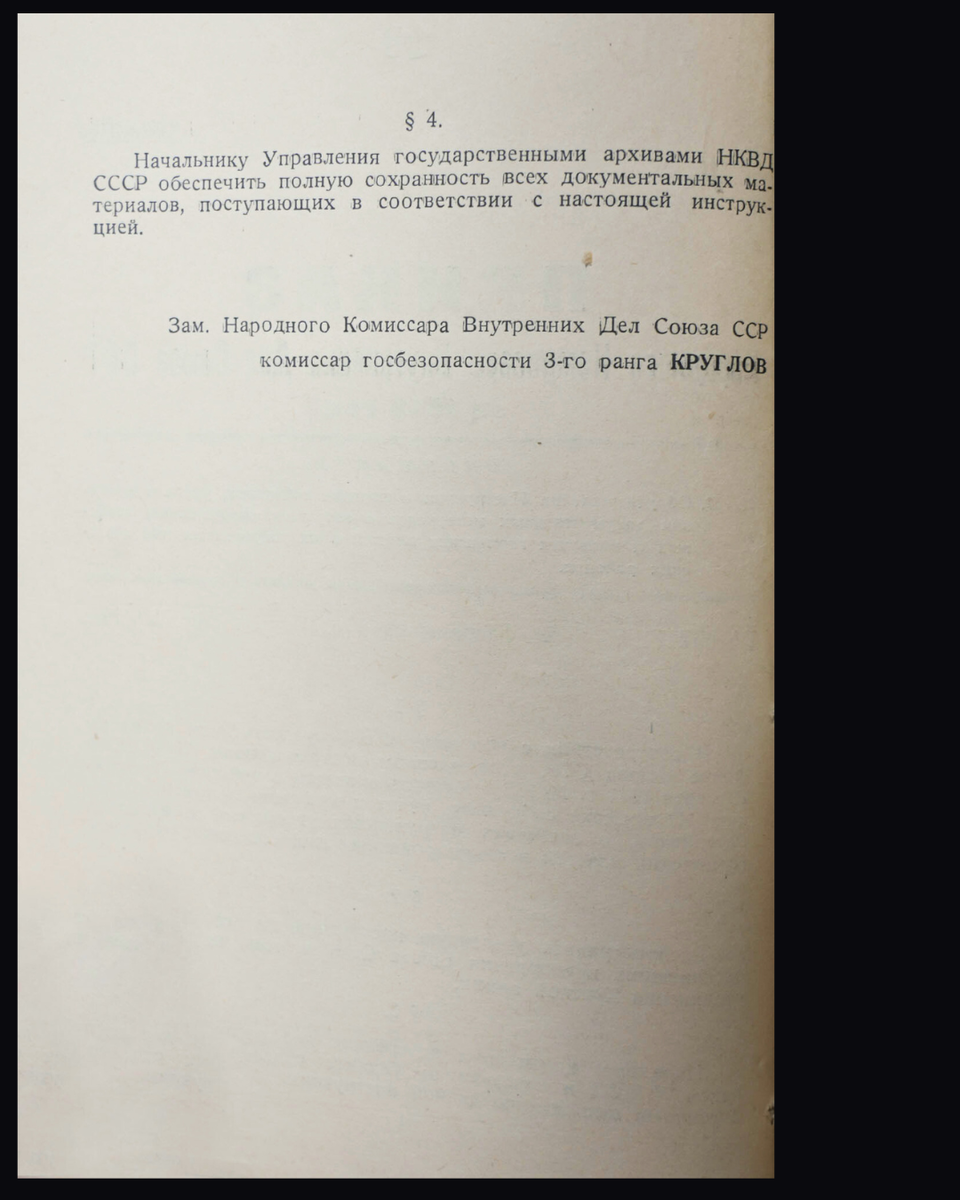 § 4.
Начальнику Управления государственными архивами НКВД
СССР обеспечить полную сохранность всех документальных ма-
териалов, поступающих в соответствии с настоящей инструк-
цией.
Зам. Народного Комиссара Внутренних Дел Союза ССР
комиссар госбезопасности 3-го ранга КРУГЛОВ